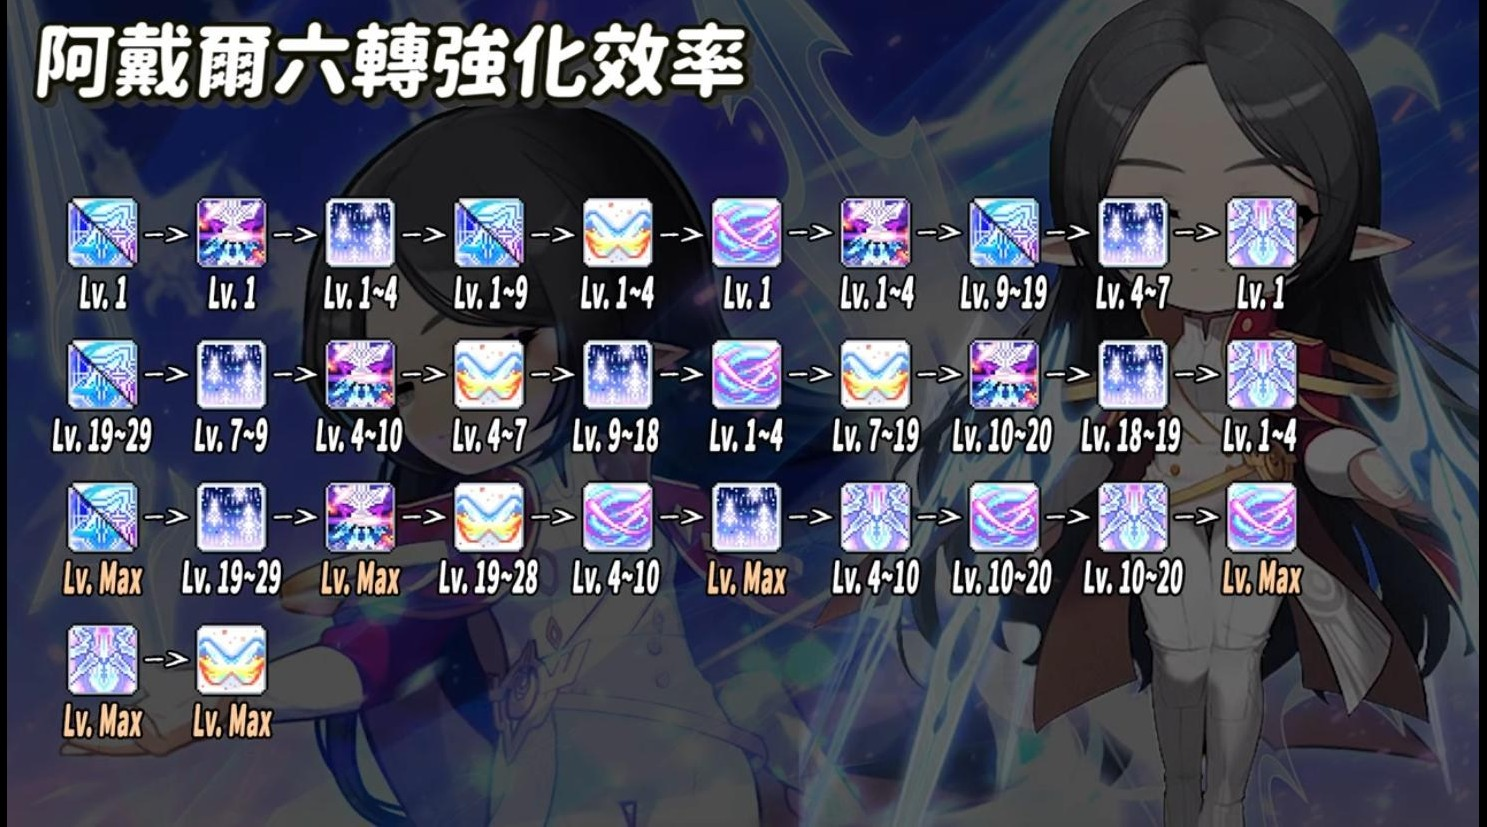 阿戴爾六轉強化效率
Lv. 1 Lv. 1 Lv. 1~4 Lv. 1~9 Lv. 1~4 Lv. 1 Lv. 1~4 Lv. 9~19 Lv. 4~7 Lv. 1
Lv. 19~29 Lv. 7~9 Lv. 4~10 Lv. 4~7 Lv. 9~18 Lv. 1~4 Lv. 7~19 Lv. 10~20 Lv. 18~19 Lv. 1~4
Lv. Max Lv. 19~29 Lv. Max Lv. 19~28 Lv. 4~10 Lv. Max Lv. 4~10 Lv. 10~20 Lv. 10~20 Lv. Max
Lv. Max Lv. Max